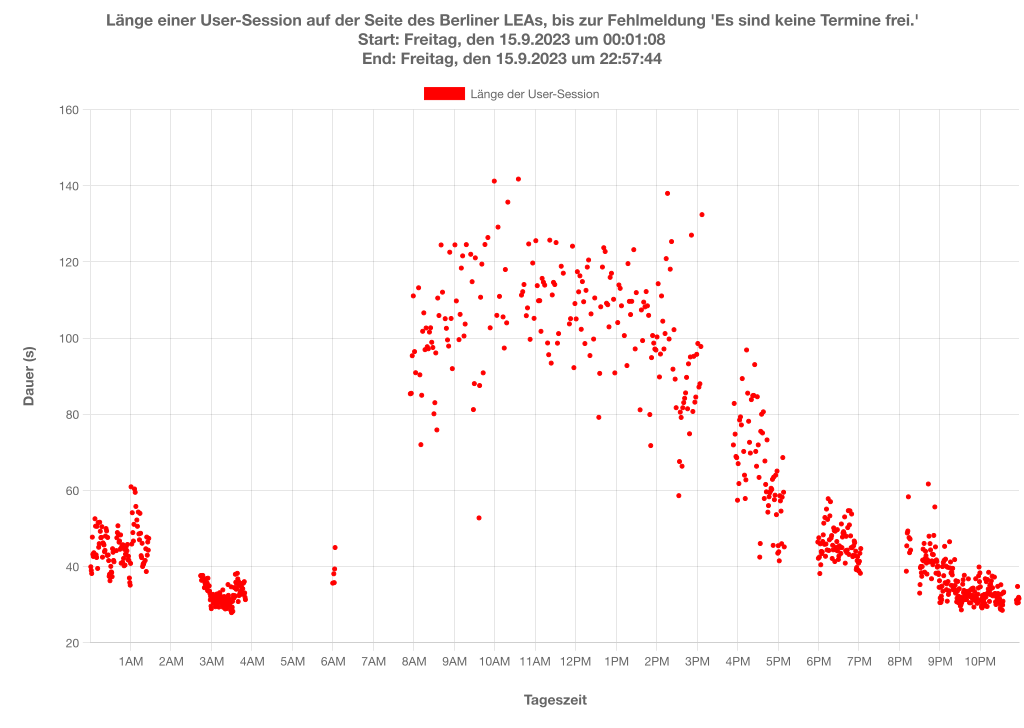 Länge einer User-Session auf der Seite des Berliner LEAs, bis zur Fehlmeldung 'Es sind keine Termine frei.'
Start: Freitag, den 15.9.2023 um 00:01:08
End: Freitag, den 15.9.2023 um 22:57:44
Länge der User-Session
160
140
120
100
80
60
40
20
Dauer (s)
1AM 2AM 3AM 4AM 5AM 6AM 7AM 8AM 9AM 10AM 11AM 12PM 1PM 2PM 3PM 4PM 5PM 6PM 7PM 8PM 9PM 10PM
Tageszeit